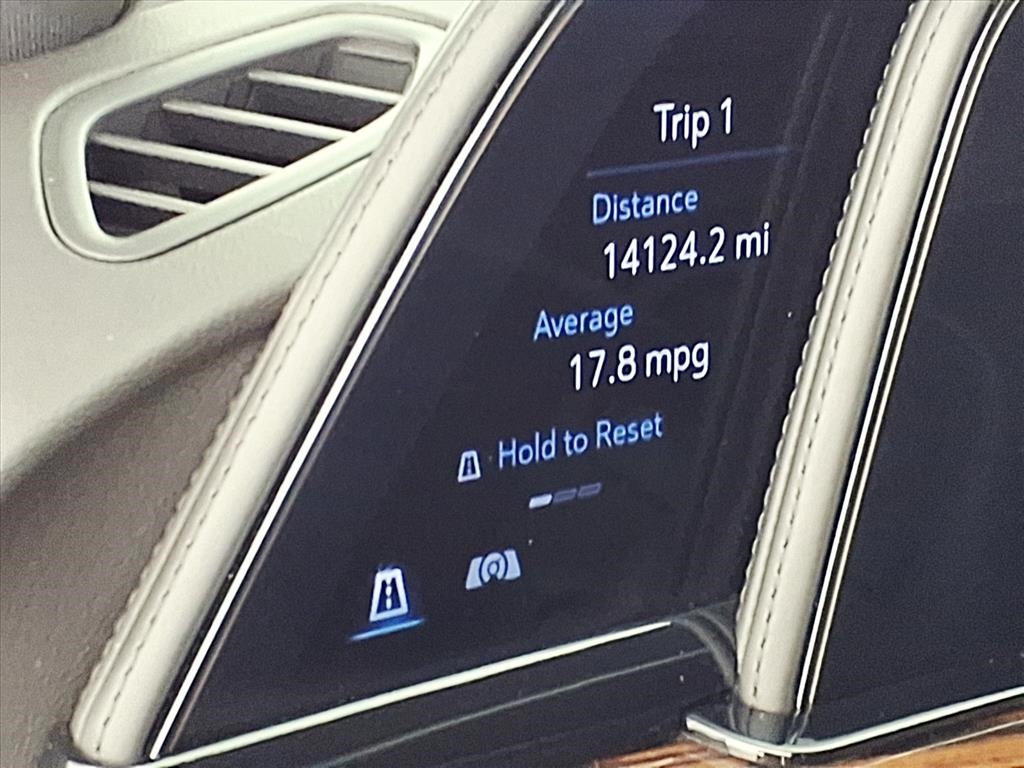 Trip 1
Distance
14124.2 mi
Average
17.8 mpg
Hold to Reset